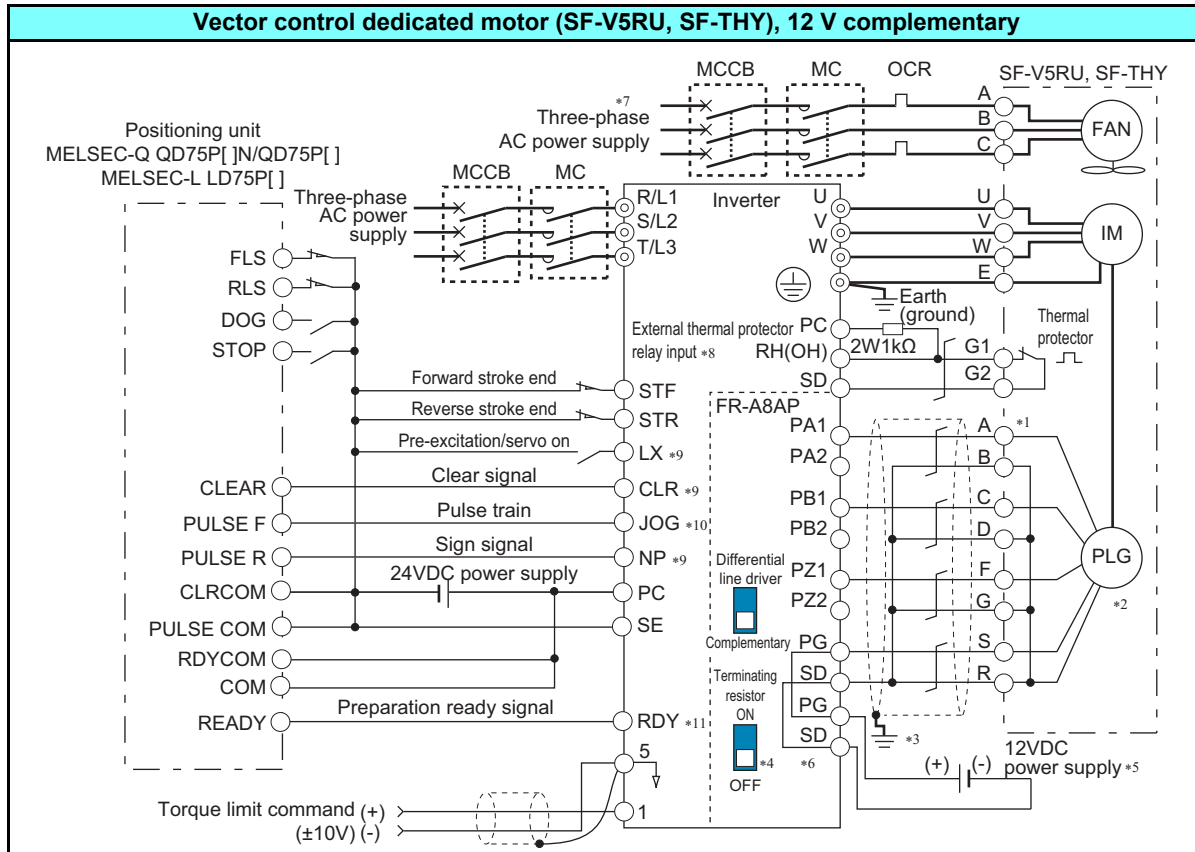 Vector control dedicated motor (SF-V5RU, SF-THY), 12 V complementary
MCCB
MC
OCR
SF-V5RU, SF-THY
*7
Three-phase
AC power supply
A
B
C
FAN
Positioning unit
MELSEC-Q QD75P[ ]N/QD75P[ ]
MELSEC-L LD75P[ ]
MCCB
MC
Three-phase
AC power
supply
R/L1
S/L2
T/L3
Inverter
U
V
W
U
V
W
E
IM
Earth
(ground)
FLS
RLS
DOG
STOP
External thermal protector
relay input *8
PC
RH(OH)
SD
2W1kΩ
G1
G2
Thermal
protector
Forward stroke end
STF
Reverse stroke end
STR
Pre-excitation/servo on
LX *9
CLEAR
Clear signal
CLR *9
PULSE F
Pulse train
JOG *10
PULSE R
Sign signal
NP *9
CLRCOM
24VDC power supply
PC
PULSE COM
SE
RDYCOM
COM
READY
Preparation ready signal
RDY *11
5
Torque limit command (+)
(±10V) (-)
1
FR-A8AP
PA1
PA2
PB1
PB2
PZ1
PZ2
PG
SD
PG
SD
Differential
line driver
Complementary
Terminating
resistor
ON
*4
OFF
*6
A
*1
B
C
D
F
G
S
R
PLG
*2
*3
(+)
(-)
12VDC
power supply *5